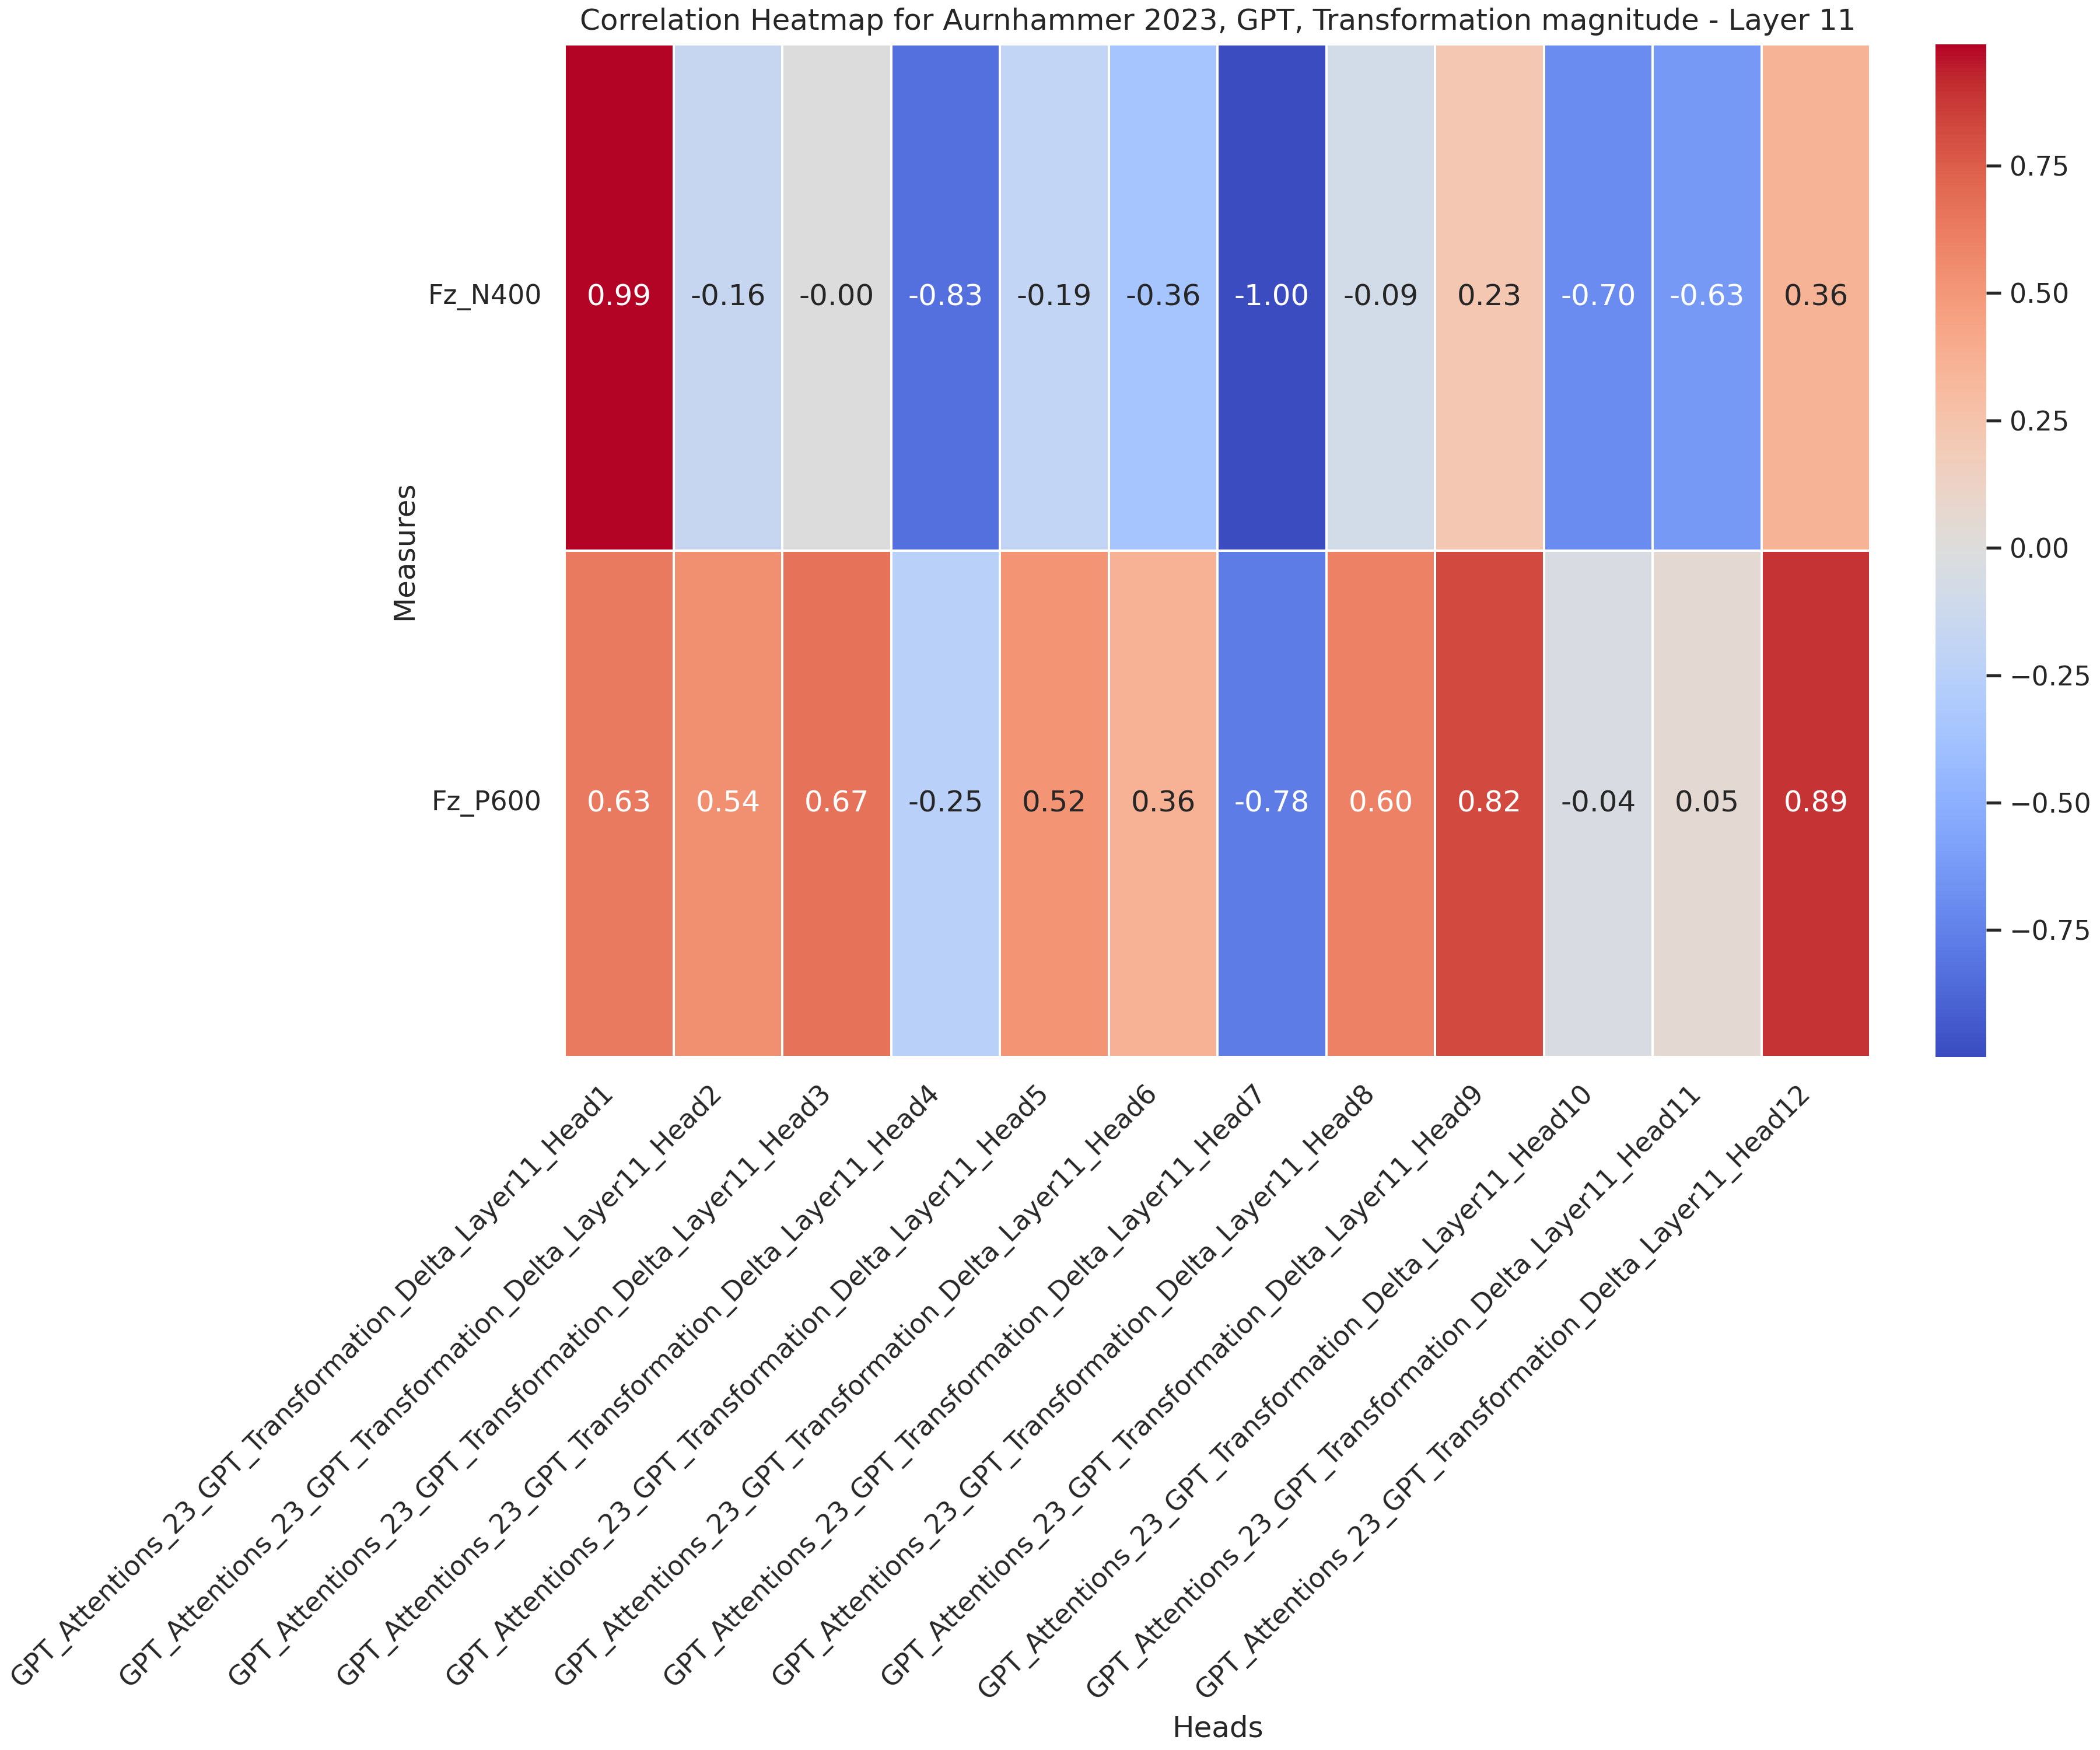 Correlation Heatmap for Aurnhammer 2023, GPT, Transformation magnitude - Layer 11
Measures
Fz_N400
0.99 -0.16 -0.00 -0.83 -0.19 -0.36 -1.00 -0.09 0.23 -0.70 -0.63 0.36
Fz_P600
0.63 0.54 0.67 -0.25 0.52 0.36 -0.78 0.60 0.82 -0.04 0.05 0.89
GPT_Attentions_23_GPT_Transformation_Delta_Layer11_Head1
GPT_Attentions_23_GPT_Transformation_Delta_Layer11_Head2
GPT_Attentions_23_GPT_Transformation_Delta_Layer11_Head3
GPT_Attentions_23_GPT_Transformation_Delta_Layer11_Head4
GPT_Attentions_23_GPT_Transformation_Delta_Layer11_Head5
GPT_Attentions_23_GPT_Transformation_Delta_Layer11_Head6
GPT_Attentions_23_GPT_Transformation_Delta_Layer11_Head7
GPT_Attentions_23_GPT_Transformation_Delta_Layer11_Head8
GPT_Attentions_23_GPT_Transformation_Delta_Layer11_Head9
GPT_Attentions_23_GPT_Transformation_Delta_Layer11_Head10
GPT_Attentions_23_GPT_Transformation_Delta_Layer11_Head11
GPT_Attentions_23_GPT_Transformation_Delta_Layer11_Head12
Heads
0.75
0.50
0.25
0.00
−0.25
−0.50
−0.75